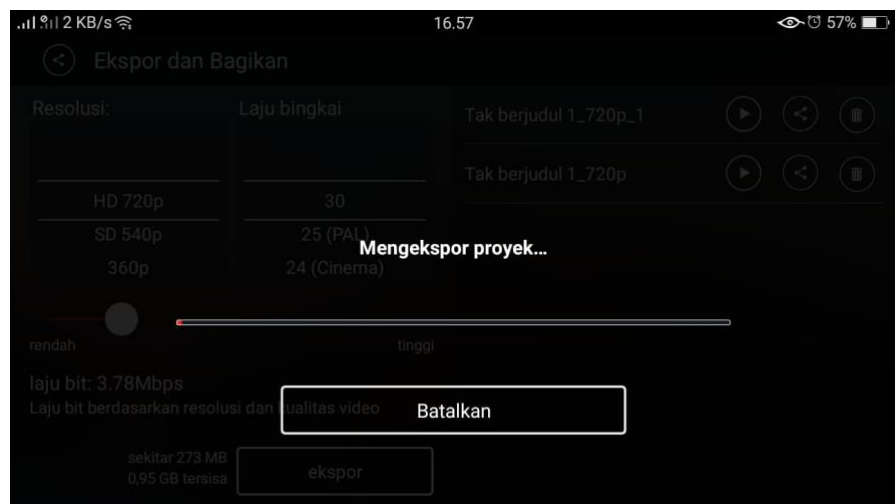 2 KB/s
16.57
57%
Ekspor dan Bagikan
Resolusi:
Laju bingkai
HD 720p
30
SD 540p
25 (PAL)
360p
24 (Cinema)
Tak berjudul 1_720p_1
Tak berjudul 1_720p
Mengekspor proyek...
rendah
tinggi
laju bit: 3.78Mbps
Laju bit berdasarkan resolusi dan kualitas video
Batalkan
sekitar 273 MB
0,95 GB tersisa
ekspor